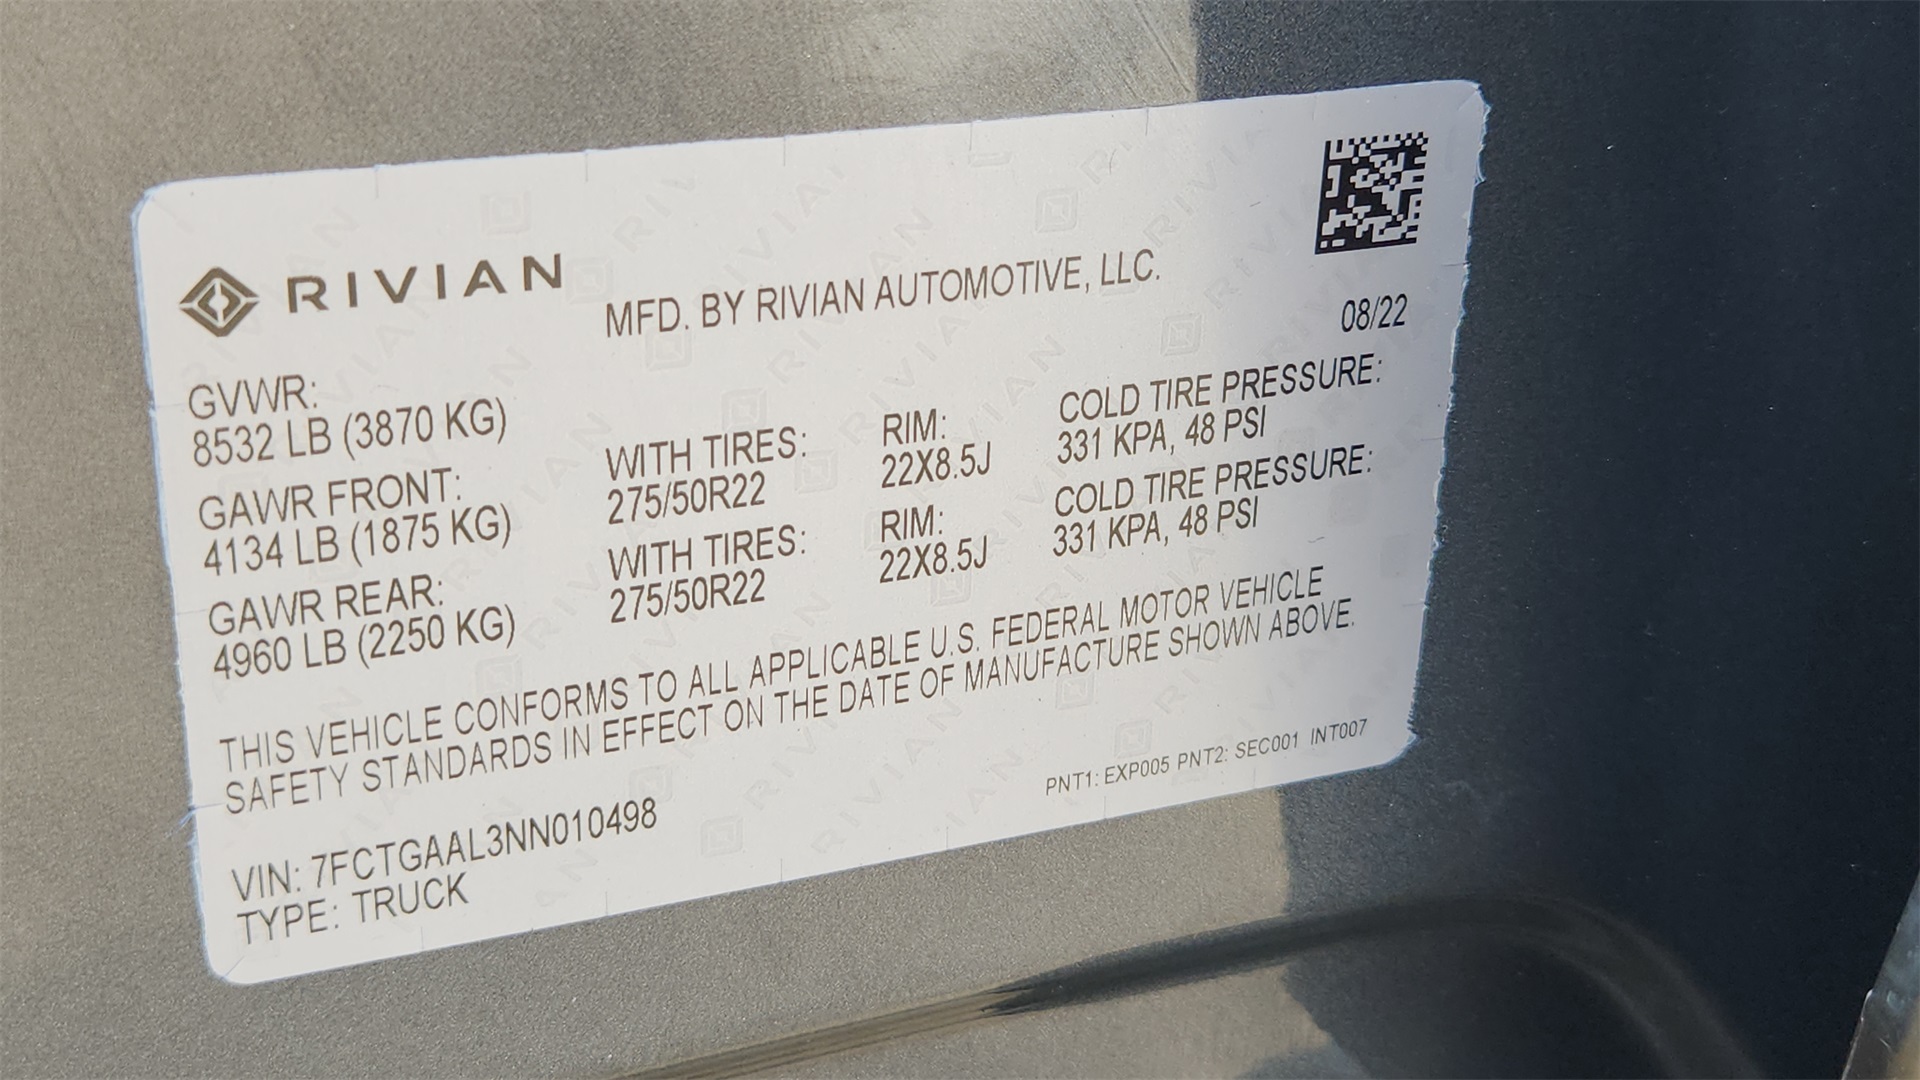 RIVIAN
MFD. BY RIVIAN AUTOMOTIVE, LLC.
08/22
GVWR:
8532 LB (3870 KG)
GAWR FRONT:
4134 LB (1875 KG)
WITH TIRES:
275/50R22
RIM:
22X8.5J
COLD TIRE PRESSURE:
331 KPA, 48 PSI
GAWR REAR:
4960 LB (2250 KG)
WITH TIRES:
275/50R22
RIM:
22X8.5J
COLD TIRE PRESSURE:
331 KPA, 48 PSI
THIS VEHICLE CONFORMS TO ALL APPLICABLE U.S. FEDERAL MOTOR VEHICLE
SAFETY STANDARDS IN EFFECT ON THE DATE OF MANUFACTURE SHOWN ABOVE.
PNT1: EXP005 PNT2: SEC001 INT007
VIN: 7FCTGAAL3NN010498
TYPE: TRUCK